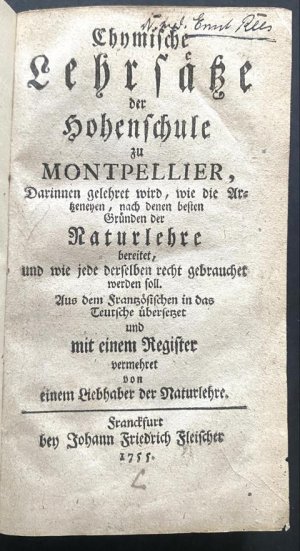 Chymische
Lehrsätze
der
Hohenschule
zu
MONTPELLIER,
Darinnen gelehret wird, wie die Ar-
tzeneyen, nach denen besten
Gründen der
Naturlehre
bereitet,
und wie jede derselben recht gebrauchet
werden soll.
Aus dem Frantzösischen in das
Teutsche übersetzet
und
mit einem Register
vermehret
von
einem Liebhaber der Naturlehre.
Franckfurt
bey Johann Friedrich Fleischer
1755.